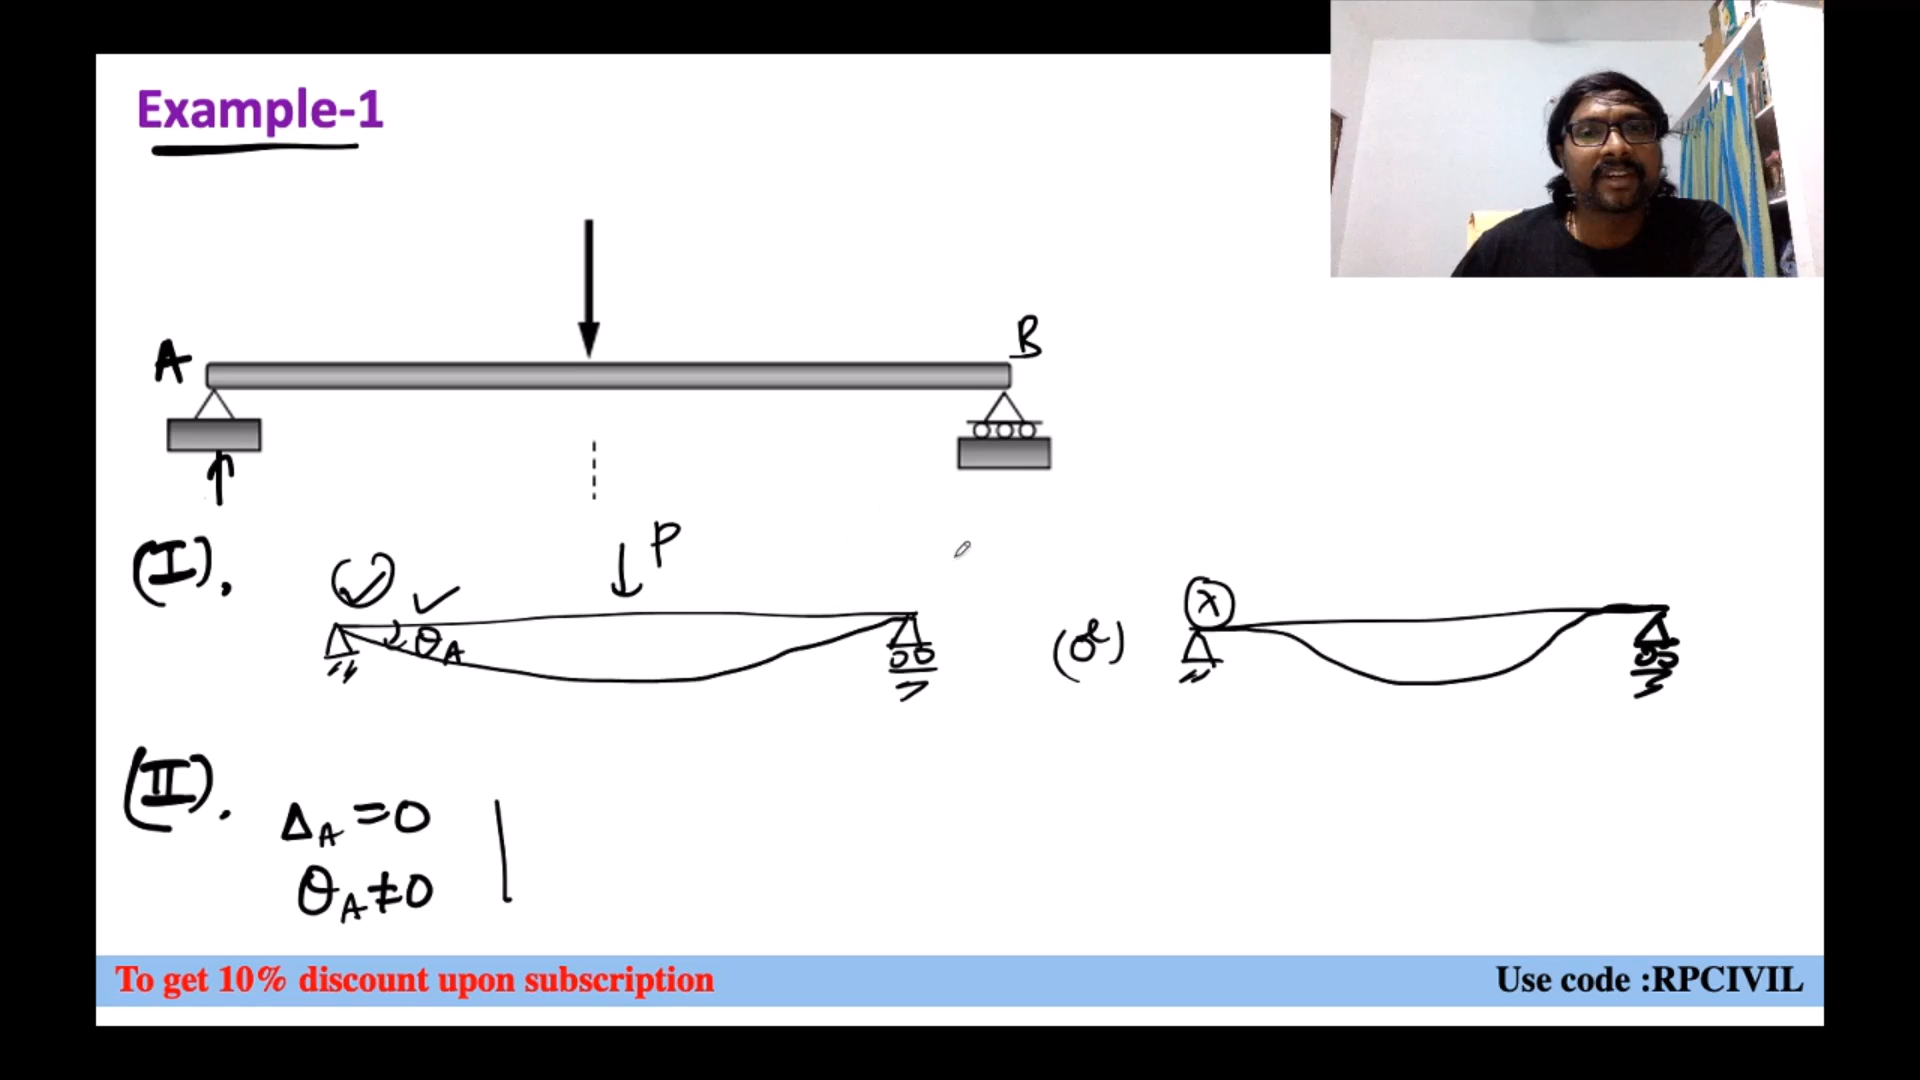 Example-1
A
B
(I).
P
θA
(or)
X
(II).
ΔA =0
θA≠0
To get 10% discount upon subscription
Use code :RPCIVIL